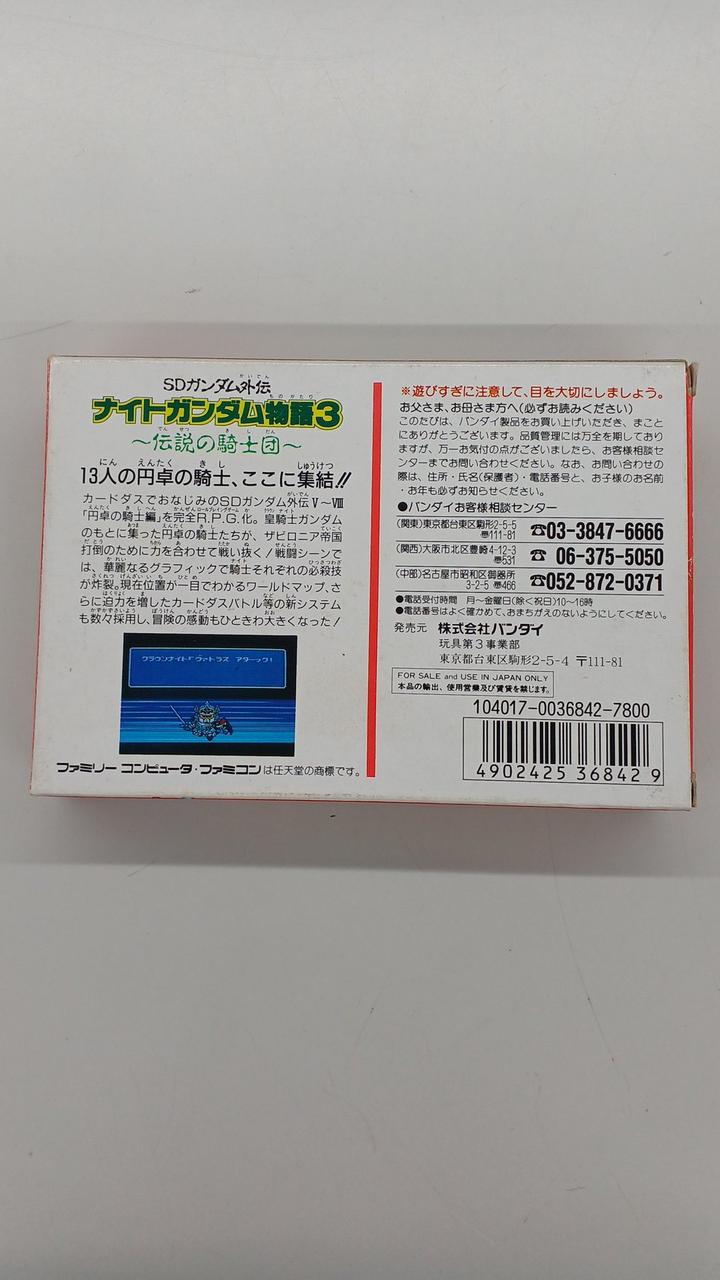 SDガンダム外伝
ナイトガンダム物語3
〜伝説の騎士団〜
13人の円卓の騎士、ここに集結!!
カードダスでおなじみのSDガンダム外伝Ⅴ〜Ⅷ
「円卓の騎士編」を完全R.P.G.化。皇騎士ガンダム
のもとに集った円卓の騎士たちが、ザビロニア帝国
打倒のために力を合わせて戦い抜く!戦闘シーンで
は、華麗なるグラフィックで騎士それぞれの必殺技
が炸裂。現在位置が一目でわかるワールドマップ、さ
らに迫力を増したカードダスバトル等の新システム
も数々採用し、冒険の感動もひときわ大きくなった!
クラウンナイトF ヴァトラス アタック!
ファミリー コンピュータ・ファミコンは任天堂の商標です。
※遊びすぎに注意して、目を大切にしましょう。
お父さま、お母さま方へ(必ずお読みください)
このたびは、バンダイ製品をお買い上げいただき、まこと
にありがとうございます。品質管理には万全を期しており
ますが、万一お気付の点がございましたら、お客様相談セ
ンターまでお問い合わせください。なお、お問い合わせの
際は、住所・氏名(保護者)・電話番号と、お子様のお名前
・お年も必ずお知らせください。
●バンダイお客様相談センター
(関東)東京都台東区駒形2-5-5 〒111-81 ☎03-3847-6666
(関西)大阪市北区豊崎4-12-3 〒531 ☎06-375-5050
(中部)名古屋市昭和区御器所3-2-5 〒466 ☎052-872-0371
●電話受付時間 月〜金曜日(除く祝日)10〜16時
●電話番号はよく確かめて、おまちがえのないようにしてください。
発売元 株式会社バンダイ
玩具第3事業部
東京都台東区駒形2-5-4 〒111-81
FOR SALE and USE IN JAPAN ONLY
本品の輸出、使用営業及び賃貸を禁じます。
104017-0036842-7800
4902425 368429